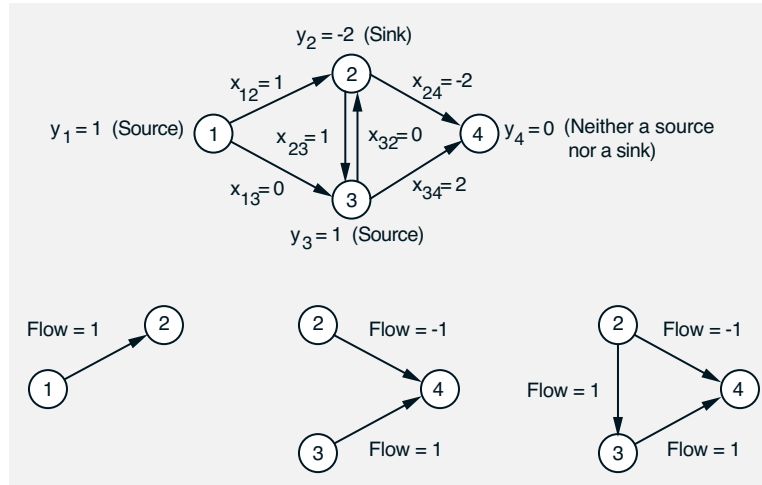 y2 = -2 (Sink)
x12 = 1
x24 = -2
y1 = 1 (Source)
1
2
x23 = 1
x32 = 0
4
y4 = 0 (Neither a source
nor a sink)
x13 = 0
3
x34 = 2
y3 = 1 (Source)
Flow = 1
2
1
2
Flow = -1
4
3
Flow = 1
2
Flow = -1
Flow = 1
4
3
Flow = 1